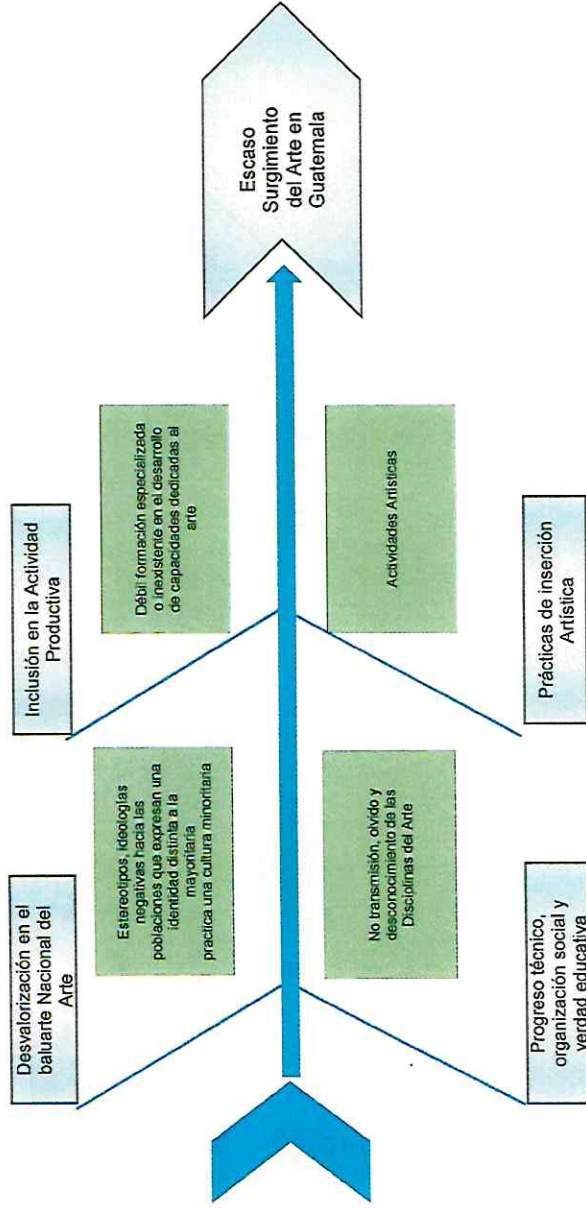 Desvalorización en el
baluarte Nacional del
Arte
Inclusión en la Actividad
Productiva
Estereotipos, ideologías
negativas hacia las
poblaciones que expresan una
identidad distinta a la
mayoritaria
practica una cultura minoritaria
Débil formación especializada
o inexistente en el desarrollo
de capacidades dedicadas al
arte
Escaso
Surgimiento
del Arte en
Guatemala
No transmisión, olvido y
desconocimiento de las
Disciplinas del Arte
Actividades Artísticas
Progreso técnico,
organización social y
verdad educativa
Prácticas de inserción
Artística